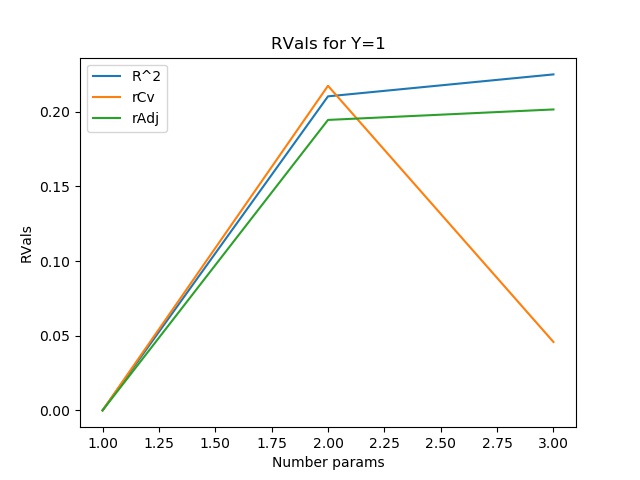 RVals for Y=1
R^2
rCv
rAdj
RVals
0.20
0.15
0.10
0.05
0.00
1.00 1.25 1.50 1.75 2.00 2.25 2.50 2.75 3.00
Number params